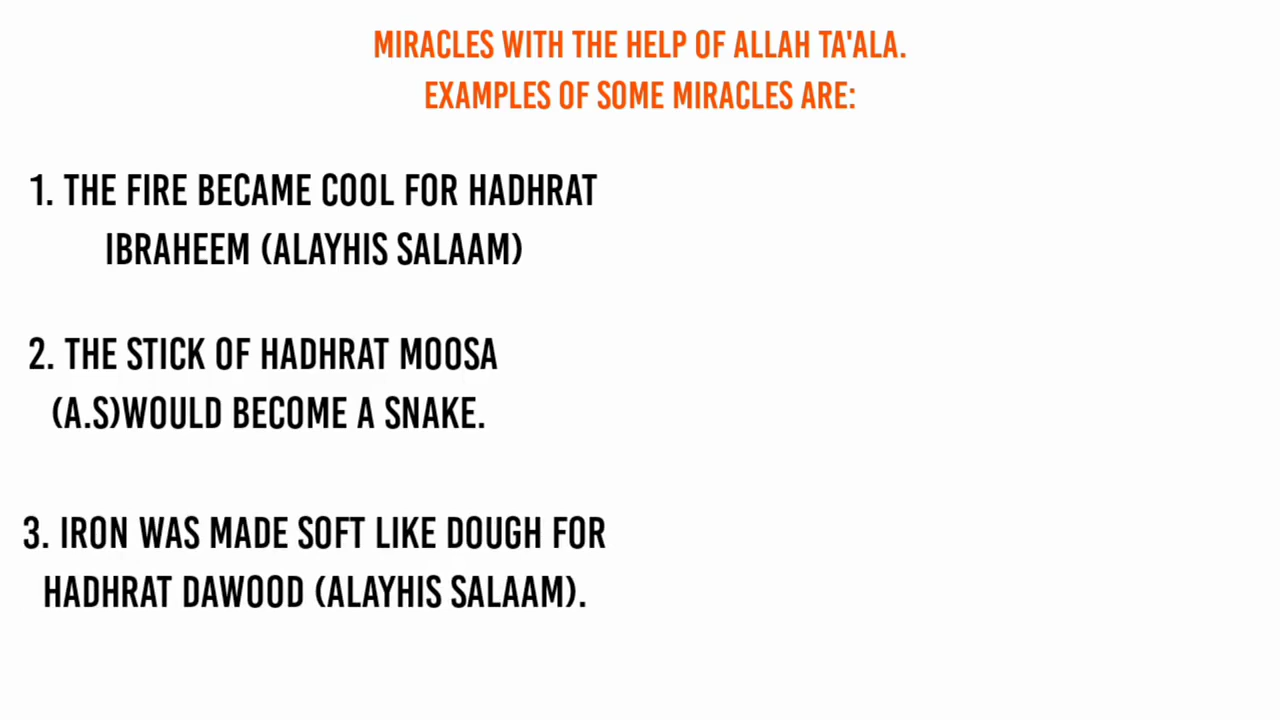 MIRACLES WITH THE HELP OF ALLAH TA'ALA.
EXAMPLES OF SOME MIRACLES ARE:
1. THE FIRE BECAME COOL FOR HADHRAT
IBRAHEEM (ALAYHIS SALAAM)
2. THE STICK OF HADHRAT MOOSA
(A.S)WOULD BECOME A SNAKE.
3. IRON WAS MADE SOFT LIKE DOUGH FOR
HADHRAT DAWOOD (ALAYHIS SALAAM).